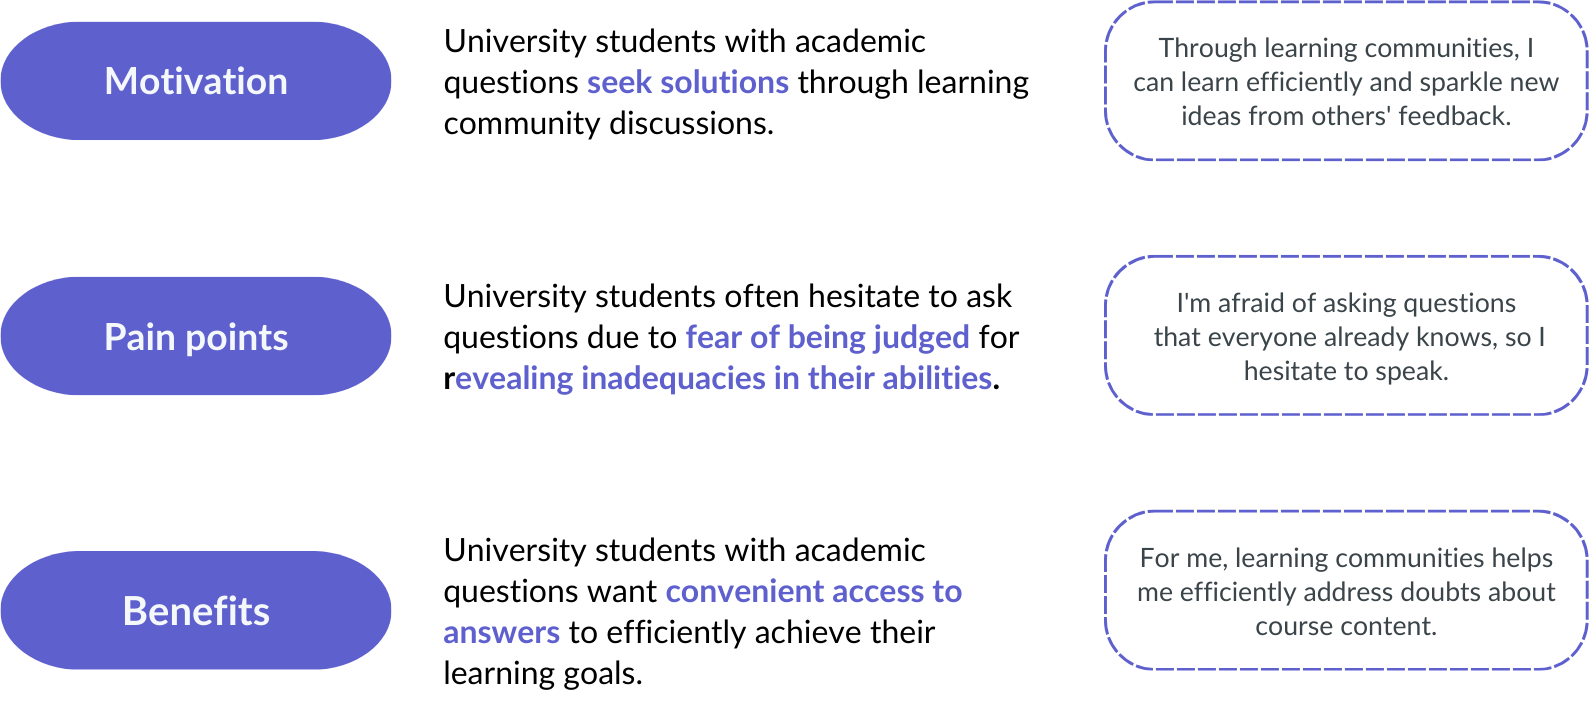 Motivation
University students with academic
questions seek solutions through learning
community discussions.
Through learning communities, I
can learn efficiently and sparkle new
ideas from others' feedback.
Pain points
University students often hesitate to ask
questions due to fear of being judged for
revealing inadequacies in their abilities.
I'm afraid of asking questions
that everyone already knows, so I
hesitate to speak.
Benefits
University students with academic
questions want convenient access to
answers to efficiently achieve their
learning goals.
For me, learning communities helps
me efficiently address doubts about
course content.